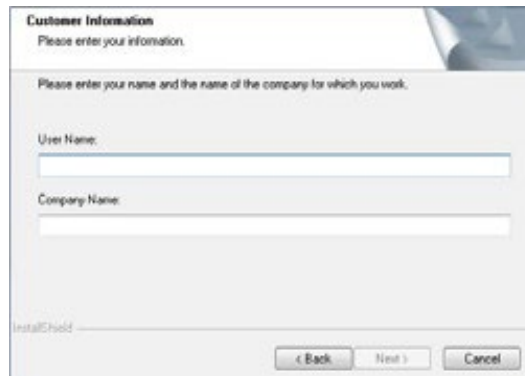 Customer Information
Please enter your information.
Please enter your name and the name of the company for which you work.
User Name:
Company Name:
InstallShield
< Back
Next >
Cancel